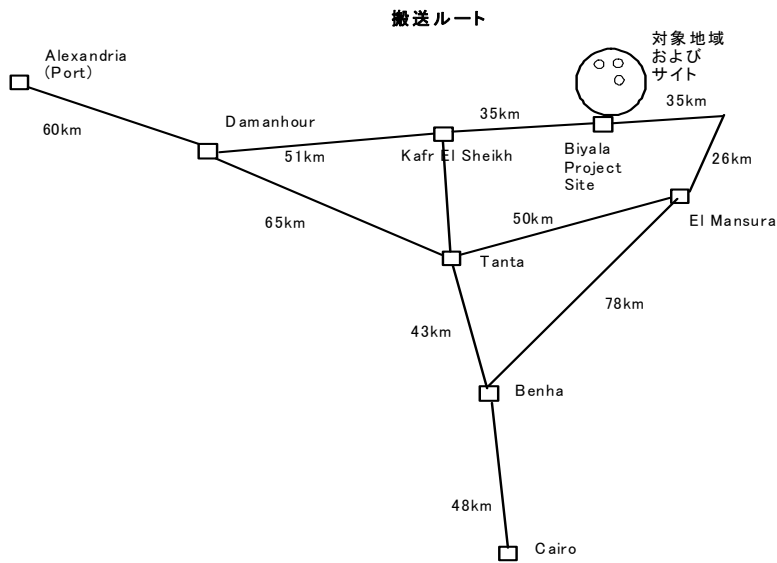 搬送ルート
Alexandria
(Port)
対象地域
および
サイト
60km
Damanhour
51km
Kafr El Sheikh
35km
Biyala
Project
Site
35km
26km
65km
50km
El Mansura
Tanta
43km
78km
Benha
48km
Cairo